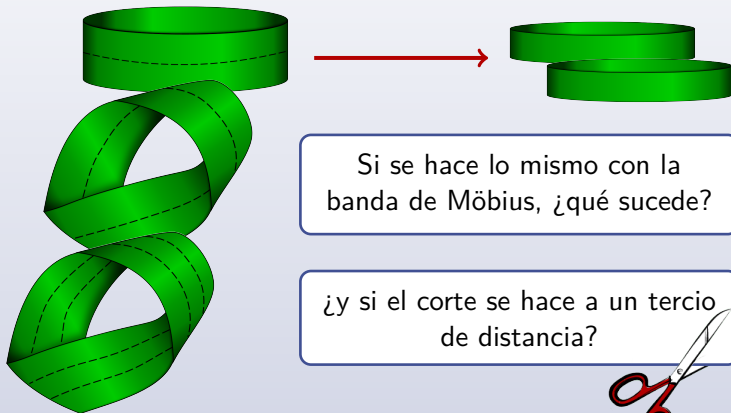 Si se hace lo mismo con la
banda de Möbius, ¿qué sucede?
¿y si el corte se hace a un tercio
de distancia?